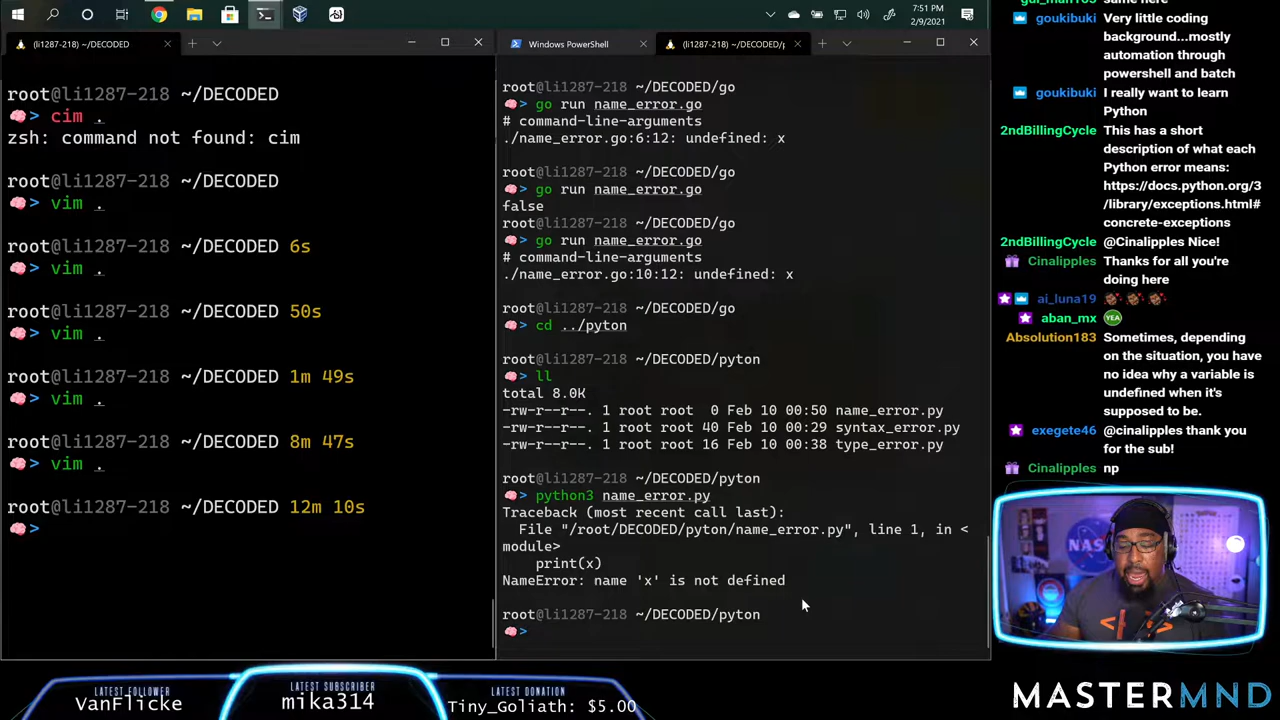 7:51 PM
2/9/2021
(li1287-218) ~/DECODED
root@li1287-218 ~/DECODED
> cim .
zsh: command not found: cim
root@li1287-218 ~/DECODED
> vim .
root@li1287-218 ~/DECODED 6s
> vim .
root@li1287-218 ~/DECODED 50s
> vim .
root@li1287-218 ~/DECODED 1m 49s
> vim .
root@li1287-218 ~/DECODED 8m 47s
> vim .
root@li1287-218 ~/DECODED 12m 10s
>
Windows PowerShell
(li1287-218) ~/DECODED/p
root@li1287-218 ~/DECODED/go
> go run name_error.go
# command-line-arguments
./name_error.go:6:12: undefined: x
root@li1287-218 ~/DECODED/go
> go run name_error.go
false
root@li1287-218 ~/DECODED/go
> go run name_error.go
# command-line-arguments
./name_error.go:10:12: undefined: x
root@li1287-218 ~/DECODED/go
> cd ../pyton
root@li1287-218 ~/DECODED/pyton
> ll
total 8.0K
-rw-r--r--. 1 root root  0 Feb 10 00:50 name_error.py
-rw-r--r--. 1 root root 40 Feb 10 00:29 syntax_error.py
-rw-r--r--. 1 root root 16 Feb 10 00:38 type_error.py
root@li1287-218 ~/DECODED/pyton
> python3 name_error.py
Traceback (most recent call last):
File "/root/DECODED/pyton/name_error.py", line 1, in <
module>
print(x)
NameError: name 'x' is not defined
root@li1287-218 ~/DECODED/pyton
>
same here
goukibuki Very little coding
background...mostly
automation through
powershell and batch
goukibuki I really want to learn
Python
2ndBillingCycle This has a short
description of what each
Python error means:
https://docs.python.org/3
/library/exceptions.html#
concrete-exceptions
2ndBillingCycle @Cinalipples Nice!
Cinalipples Thanks for all you're
doing here
ai_luna19
aban_mx YEA
Absolution183 Sometimes, depending
on the situation, you have
no idea why a variable is
undefined when it's
supposed to be.
exegete46 @cinalipples thank you
for the sub!
Cinalipples np
NASA
LATEST FOLLOWER
VanFlicke
LATEST SUBSCRIBER
mika314
LATEST DONATION
Tiny_Goliath: $5.00
MASTERMND